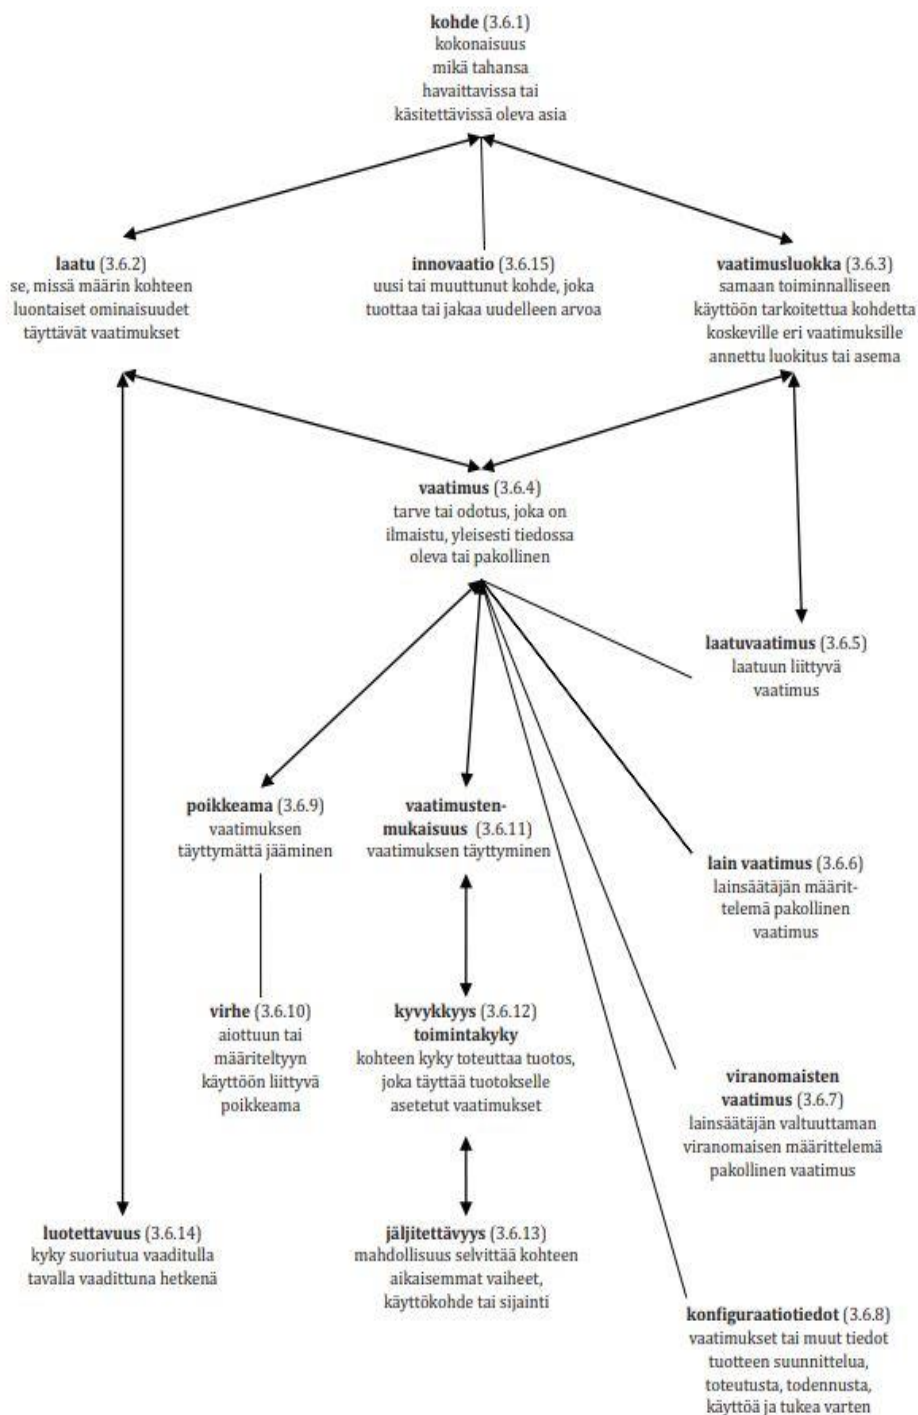 kohde (3.6.1)
kokonaisuus
mikä tahansa
havaittavissa tai
käsitettävissä oleva asia
laatu (3.6.2)
se, missä määrin kohteen
luontaiset ominaisuudet
täyttävät vaatimukset
innovaatio (3.6.15)
uusi tai muuttunut kohde, joka
tuottaa tai jakaa uudelleen arvoa
vaatimusluokka (3.6.3)
samaan toiminnalliseen
käyttöön tarkoitettua kohdetta
koskeville eri vaatimuksille
annettu luokitus tai asema
vaatimus (3.6.4)
tarve tai odotus, joka on
ilmaistu, yleisesti tiedossa
oleva tai pakollinen
laatuvaatimus (3.6.5)
laatuun liittyvä
vaatimus
poikkeama (3.6.9)
vaatimuksen
täyttymättä jääminen
vaatimusten-
mukaisuus (3.6.11)
vaatimuksen täyttyminen
lain vaatimus (3.6.6)
lainsäätäjän määrit-
telemä pakollinen
vaatimus
virhe (3.6.10)
aiottuun tai
määriteltyyn
käyttöön liittyvä
poikkeama
kyvykkyys (3.6.12)
toimintakyky
kohteen kyky toteuttaa tuotos,
joka täyttää tuotokselle
asetetut vaatimukset
viranomaisten
vaatimus (3.6.7)
lainsäätäjän valtuuttaman
viranomaisen määrittelemä
pakollinen vaatimus
luotettavuus (3.6.14)
kyky suoriutua vaaditulla
tavalla vaadittuna hetkenä
jäljitettävyys (3.6.13)
mahdollisuus selvittää kohteen
aikaisemmat vaiheet,
käyttökohde tai sijainti
konfiguraatiotiedot (3.6.8)
vaatimukset tai muut tiedot
tuotteen suunnittelua,
toteutusta, todennusta,
käyttöä ja tukea varten